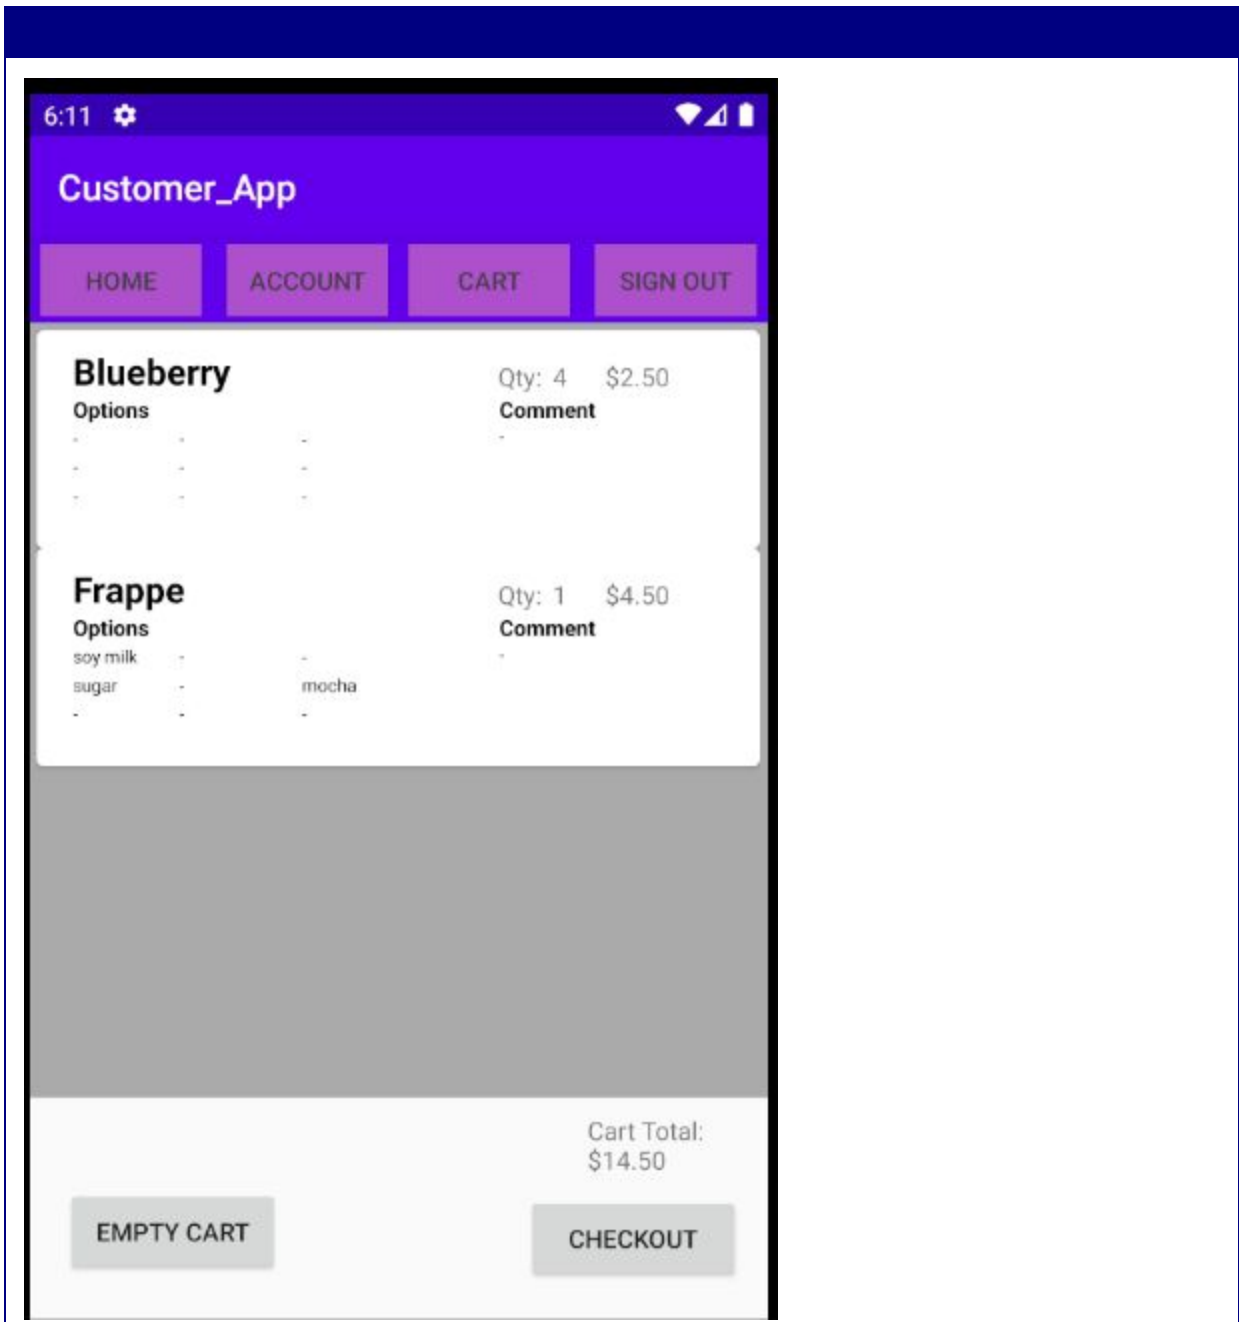 6:11
Customer_App
HOME ACCOUNT CART SIGN OUT
Blueberry Qty: 4 $2.50
Options Comment
- - - -
- - -
- - -
Frappe Qty: 1 $4.50
Options Comment
soy milk - - -
sugar - mocha
- - -
Cart Total:
$14.50
EMPTY CART CHECKOUT